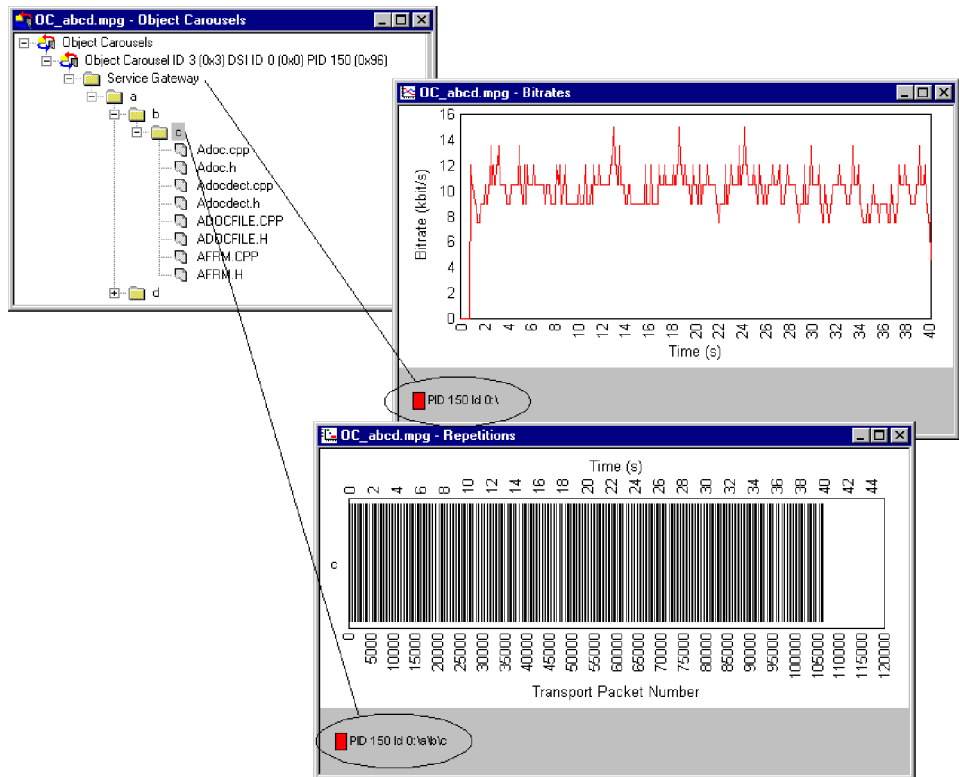 OC_abcd.mpg - Object Carousels
Object Carousels
Object Carousel ID 3 (0x3) DSI ID 0 (0x0) PID 150 (0x96)
Service Gateway
a
b
c
Adoc.cpp
Adoc.h
Adocdect.cpp
Adocdect.h
ADOCFILE.CPP
ADOCFILE.H
AFRM.CPP
AFRM.H
d
OC_abcd.mpg - Bitrates
Bitrate (kbit/s)
16
14
12
10
8
6
4
2
0
0 2 4 6 8 10 12 14 16 18 20 22 24 26 28 30 32 34 36 38 40
Time (s)
PID 150 Id 0:\
OC_abcd.mpg - Repetitions
Time (s)
0 2 4 6 8 10 12 14 16 18 20 22 24 26 28 30 32 34 36 38 40 42 44
c
0 5000 10000 15000 20000 25000 30000 35000 40000 45000 50000 55000 60000 65000 70000 75000 80000 85000 90000 95000 100000 105000 110000 115000 120000
Transport Packet Number
PID 150 Id 0:\a\b\c